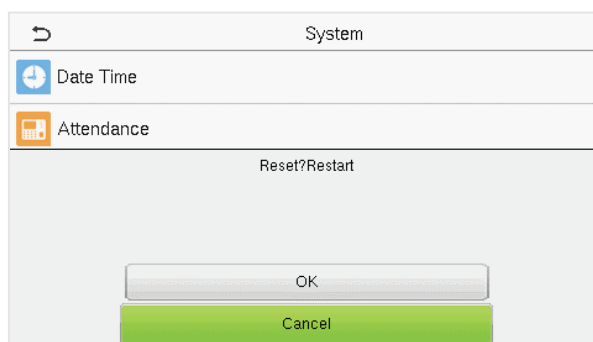 System
Date Time
Attendance
Reset?Restart
OK
Cancel